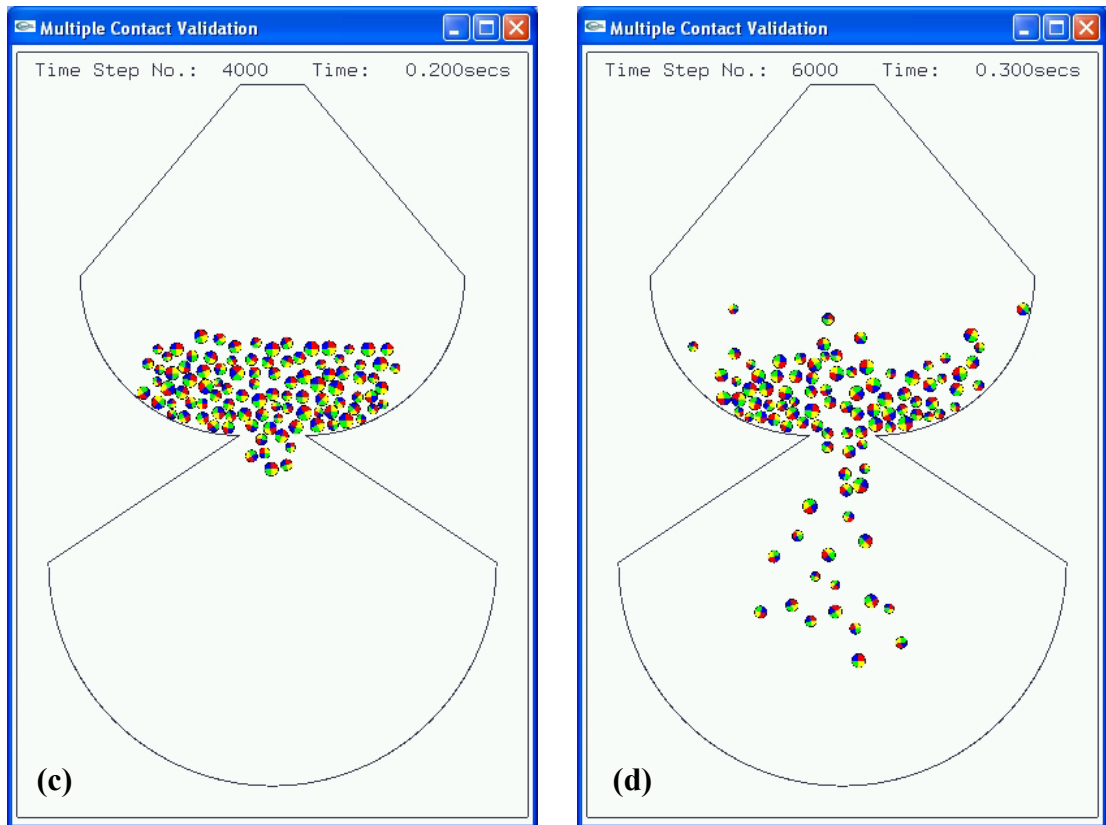 Multiple Contact Validation
Time Step No.: 4000 Time: 0.200secs
(c)
Multiple Contact Validation
Time Step No.: 6000 Time: 0.300secs
(d)